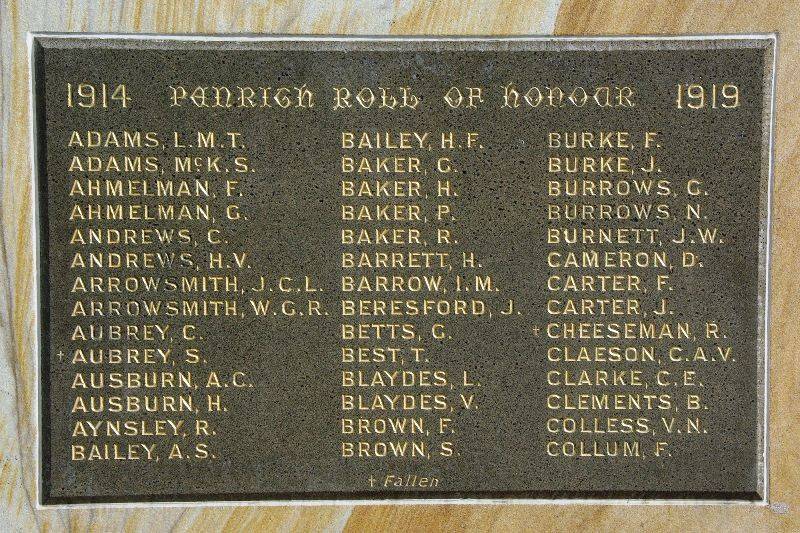 1914 PENRITH ROLL OF HONOUR 1919
ADAMS, L.M.T.
ADAMS, McK.S.
AHMELMAN, F.
AHMELMAN, G.
ANDREWS, C.
ANDREWS, H.V.
ARROWSMITH, J.C.L.
ARROWSMITH, W.G.R.
AUBREY, C.
† AUBREY, S.
AUSBURN, A.C.
AUSBURN, H.
AYNSLEY, R.
BAILEY, A.S.
BAILEY, H.F.
BAKER, G.
BAKER, H.
BAKER, P.
BAKER, R.
BARRETT, H.
BARROW, I.M.
BERESFORD, J.
BETTS, G.
BEST, T.
BLAYDES, L.
BLAYDES, V.
BROWN, F.
BROWN, S.
BURKE, F.
BURKE, J.
BURROWS, G.
BURROWS, N.
BURNETT, J.W.
CAMERON, D.
CARTER, F.
CARTER, J.
† CHEESEMAN, R.
CLAESON, C.A.V.
CLARKE, C.E.
CLEMENTS, B.
COLLESS, V.N.
COLLUM, F.
† Fallen